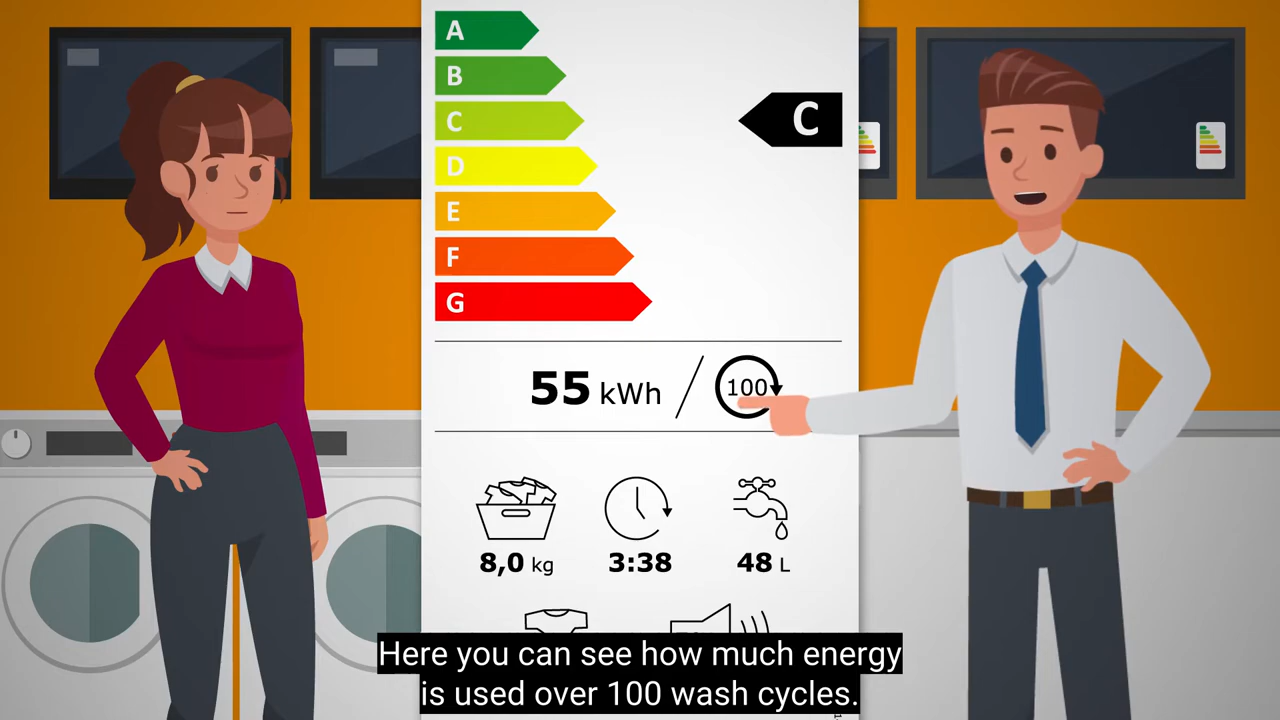 A
B
C
C
D
E
F
G
55 kWh / 100
8,0 kg 3:38 48 L
Here you can see how much energy
is used over 100 wash cycles.